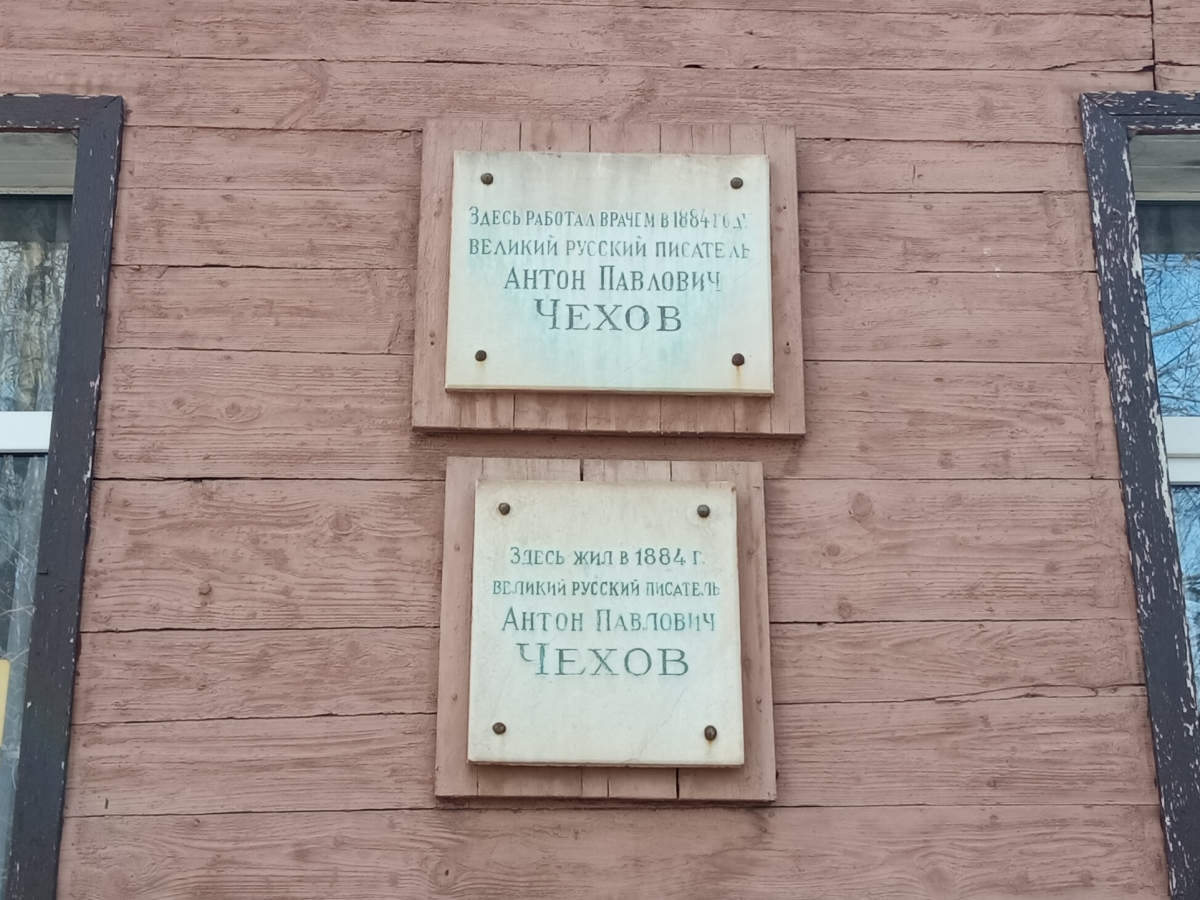 Здесь работал врачем в 1884 году
великий русский писатель
Антон Павлович
Чехов
Здесь жил в 1884 г.
великий русский писатель
Антон Павлович
Чехов